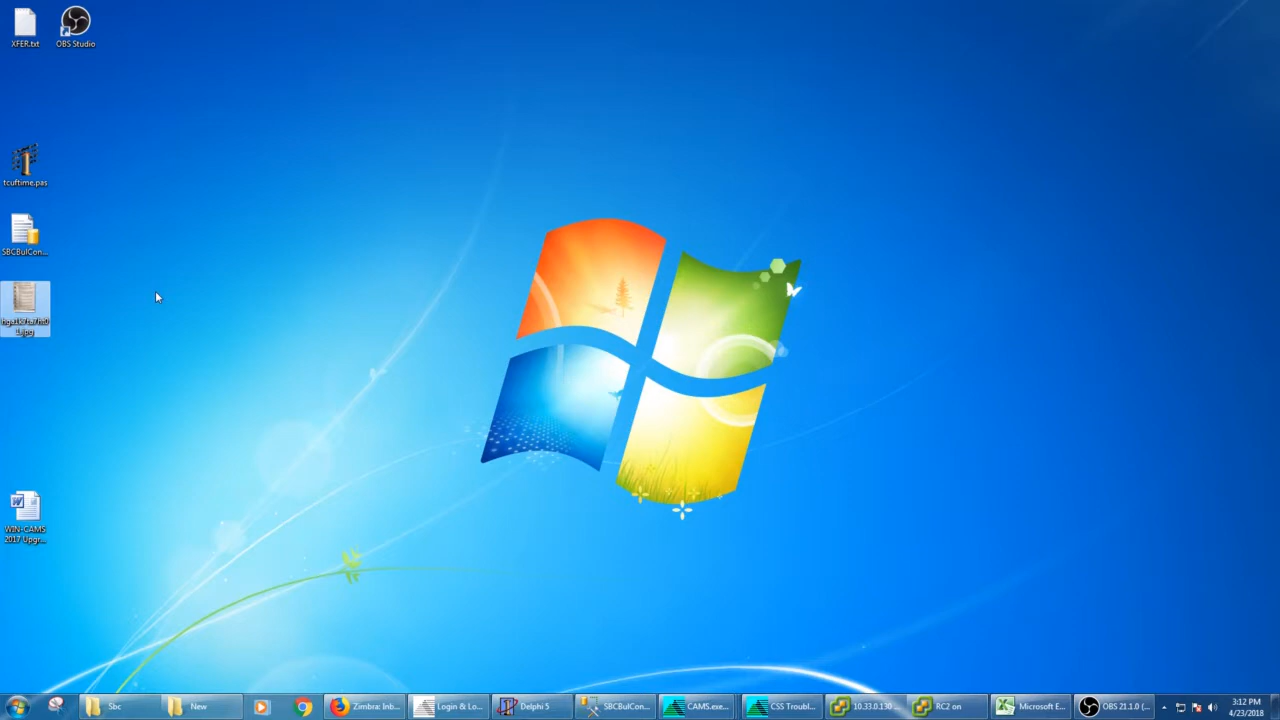 XFER.txt
OBS Studio
tcuftime.pas
SBCBulCon...
1.jpg
WIN-CAMS
2017 Upgr...
Sbc
New
Zimbra: Inb...
Login & Lo...
Delphi 5
SBCBulCon...
CAMS.exe...
CSS Troubl...
10.33.0.130 ...
RC2 on
Microsoft E...
OBS 21.1.0 (...
3:12 PM
4/23/2018